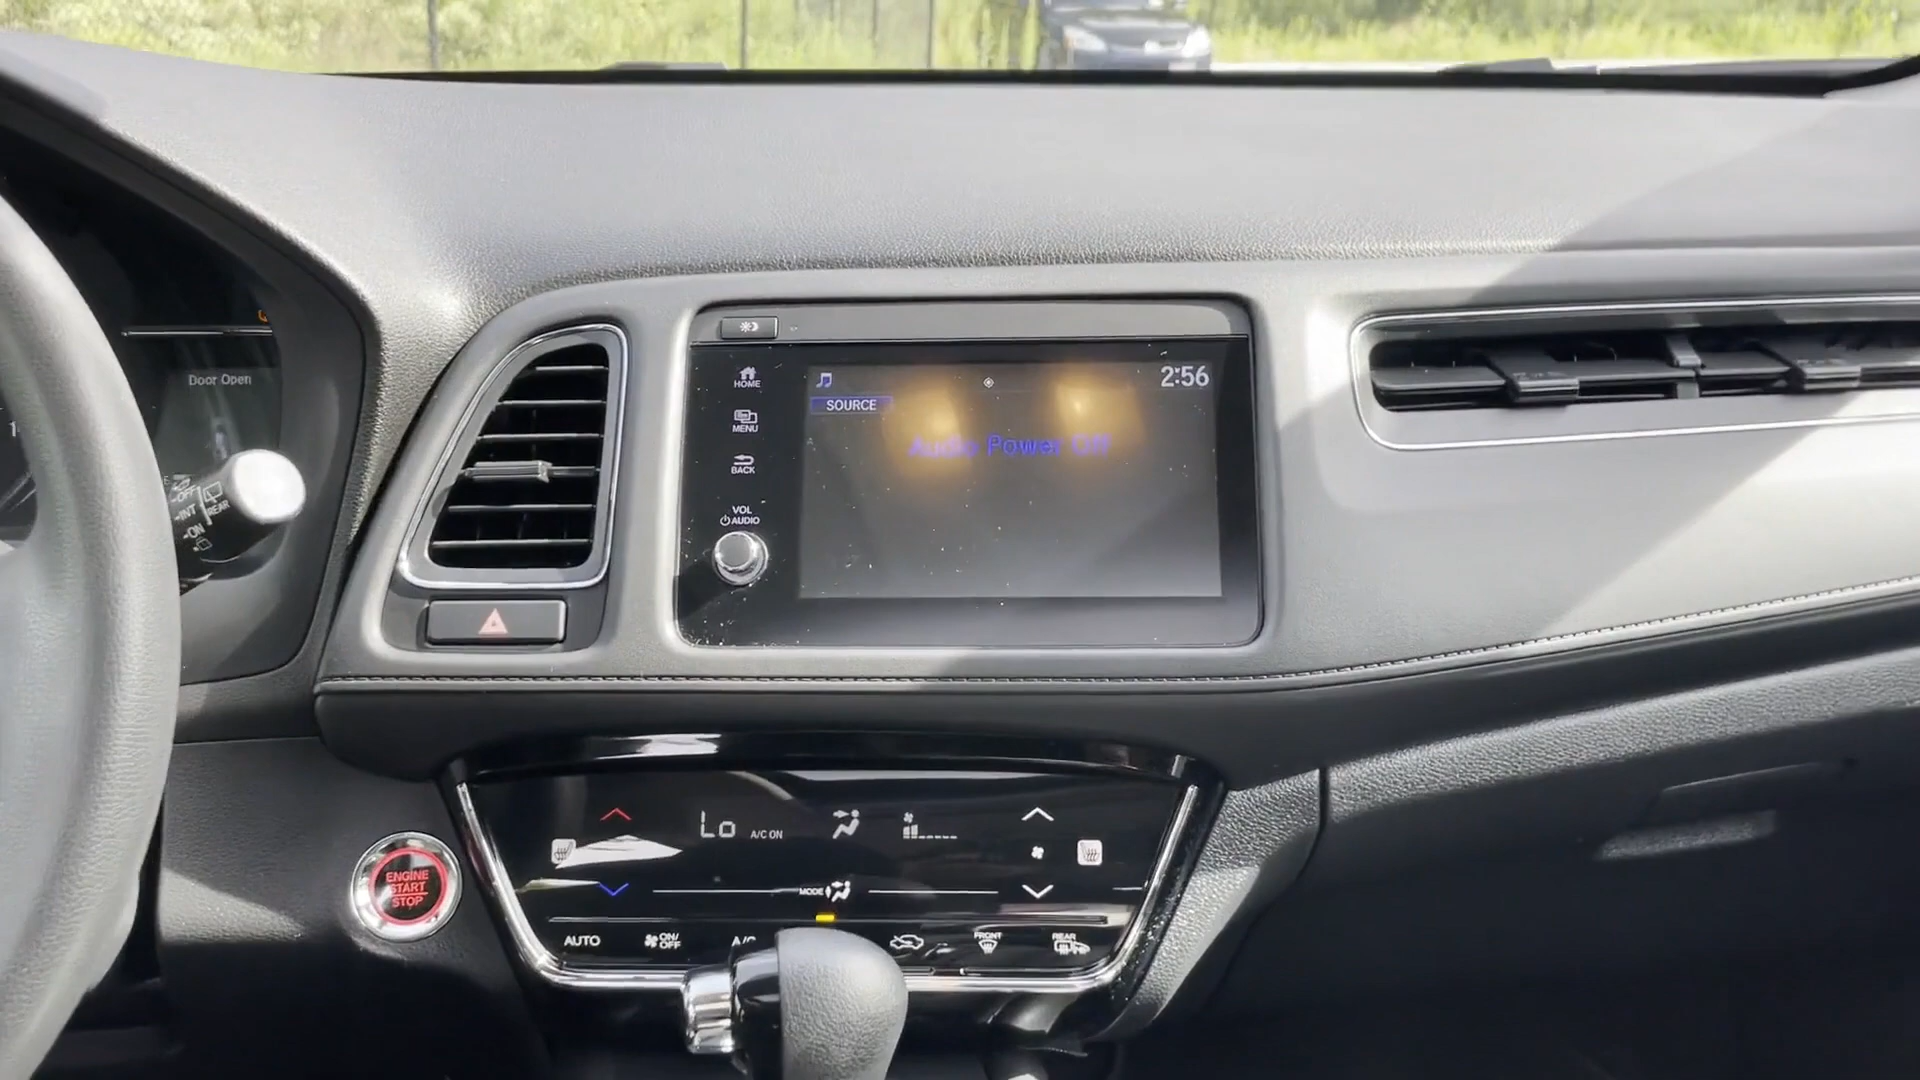 Door Open
OFF
INT
ON
REAR
HOME
MENU
BACK
VOL
AUDIO
2:56
SOURCE
Audio Power Off
ENGINE
START
STOP
Lo
A/C ON
MODE
AUTO
ON/
OFF
A/C
FRONT
REAR